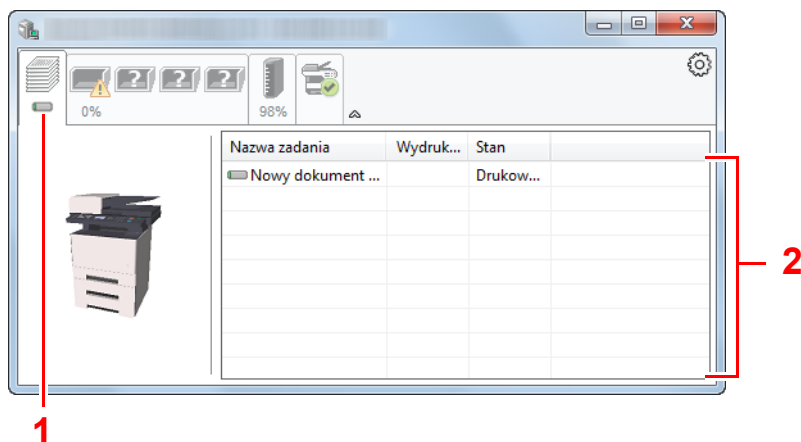 ? ? ?
0% 98%
Nazwa zadania Wydruk... Stan
Nowy dokument ... Drukow...
2
1